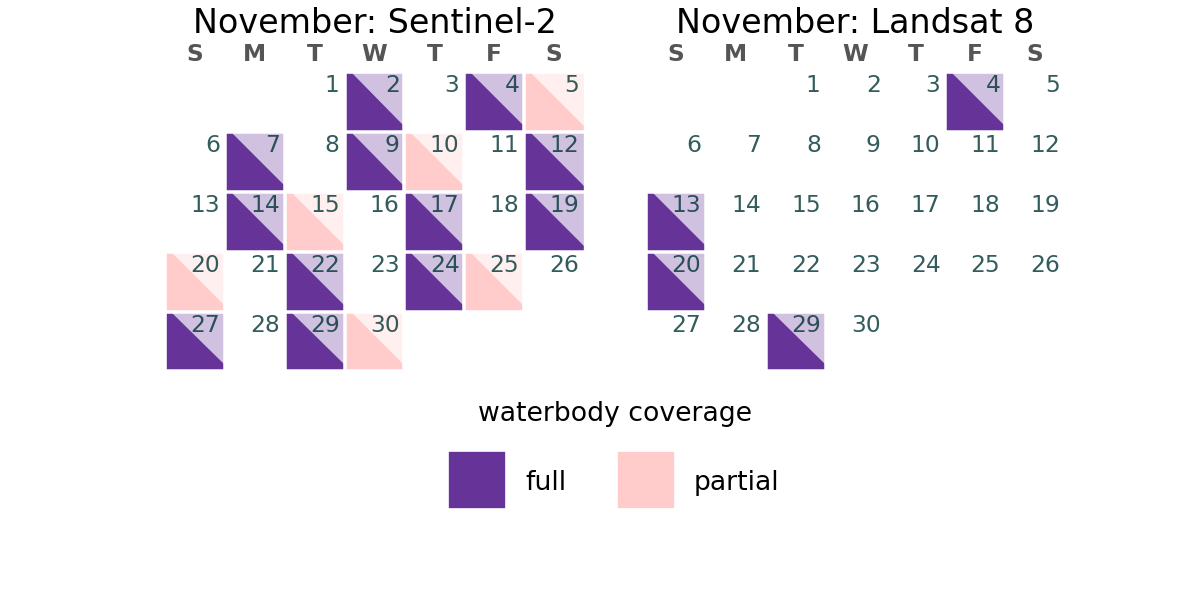 November: Sentinel-2
S M T W T F S
1 2 3 4 5
6 7 8 9 10 11 12
13 14 15 16 17 18 19
20 21 22 23 24 25 26
27 28 29 30
November: Landsat 8
S M T W T F S
1 2 3 4 5
6 7 8 9 10 11 12
13 14 15 16 17 18 19
20 21 22 23 24 25 26
27 28 29 30
waterbody coverage
full
partial